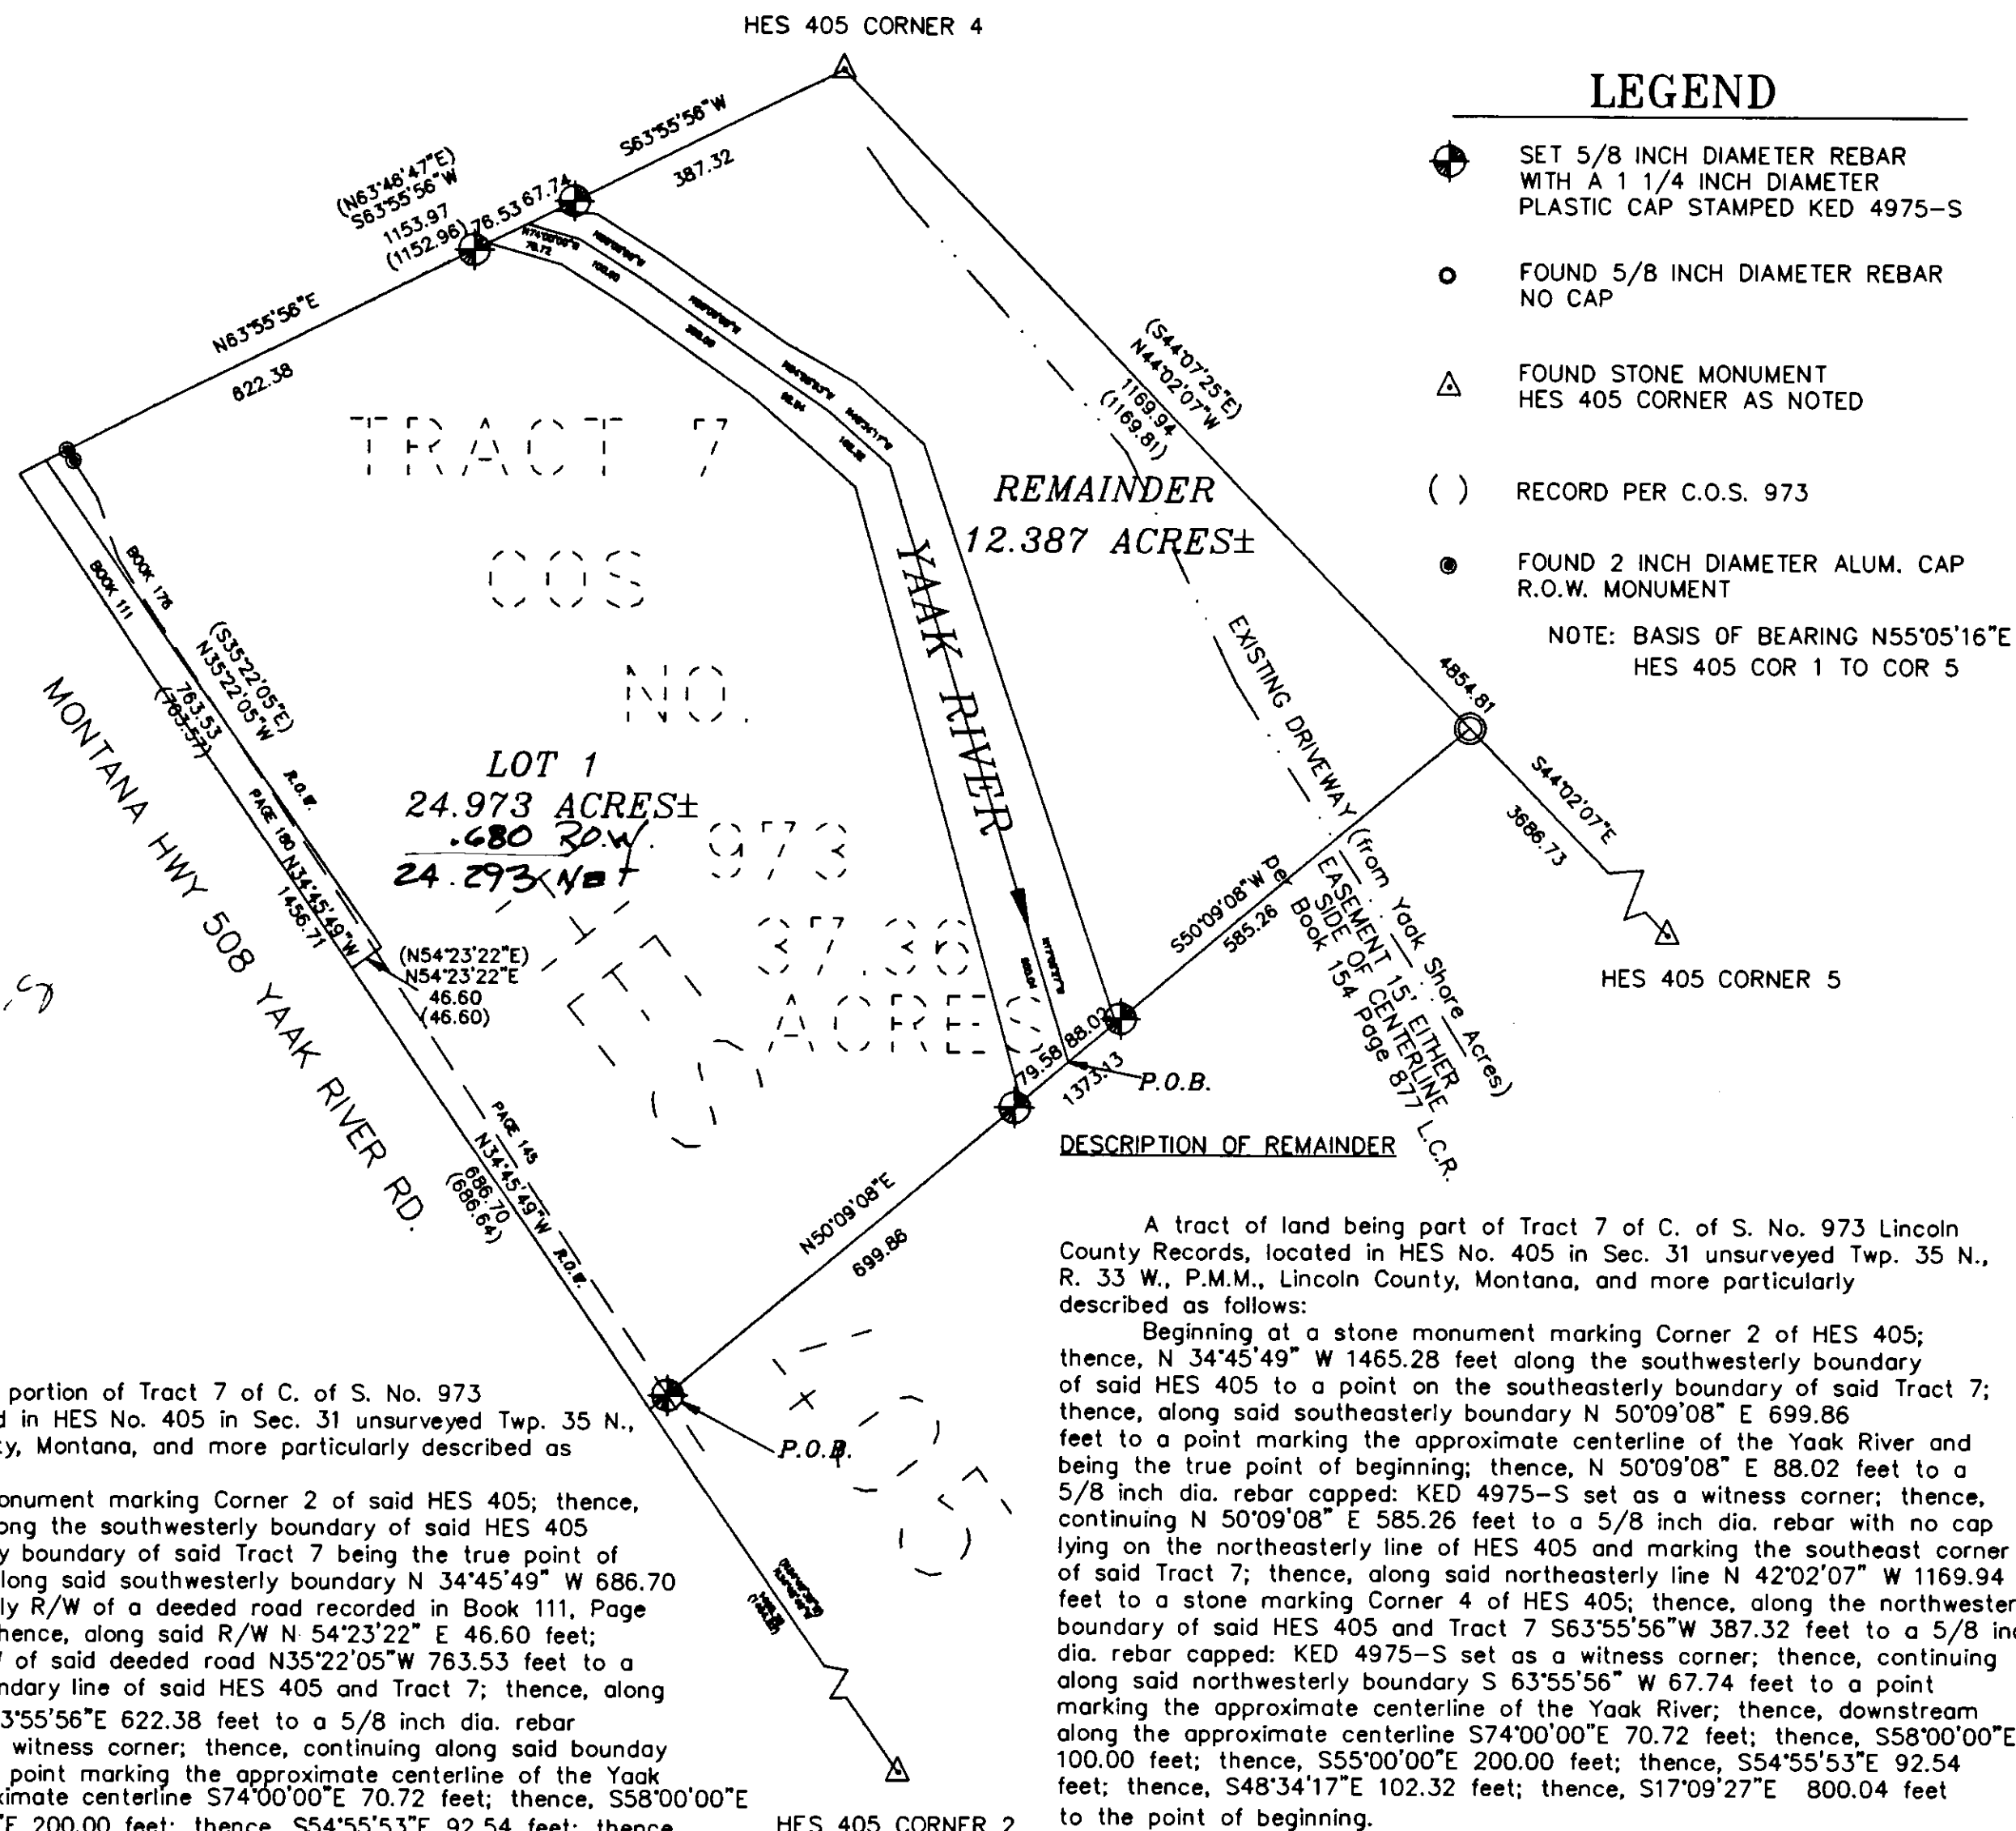 HES 405 CORNER 4
LEGEND
SET 5/8 INCH DIAMETER REBAR
WITH A 1 1/4 INCH DIAMETER
PLASTIC CAP STAMPED KED 4975-S
FOUND 5/8 INCH DIAMETER REBAR
NO CAP
FOUND STONE MONUMENT
HES 405 CORNER AS NOTED
( ) RECORD PER C.O.S. 973
FOUND 2 INCH DIAMETER ALUM. CAP
R.O.W. MONUMENT
NOTE: BASIS OF BEARING N55°05'16"E
HES 405 COR 1 TO COR 5
S63°55'56"W
387.32
(N63°46'47"E)
S63°55'56"W
1153.97
(1152.96)
76.53
67.74
N74°00'00"W
70.72
N63°55'56"E
622.38
(S44°07'25"E)
N44°02'07"W
1169.94
(1169.81)
TRACT 7
COS
NO.
973
37.36
ACRES
REMAINDER
12.387 ACRES±
YAAK RIVER
LOT 1
24.973 ACRES±
.680 R.O.W.
24.293 Net
BOOK 176
BOOK 111
(S35°22'05"E)
N35°22'05"W
763.53
(763.57)
R.O.W.
PAGE 180
N34°45'49"W
1456.71
MONTANA HWY 508 YAAK RIVER RD.
(N54°23'22"E)
N54°23'22"E
46.60
(46.60)
PAGE 145
N34°45'49"W
686.70
(686.64)
R.O.W.
EXISTING DRIVEWAY (from Yaak Shore Acres)
EASEMENT 15' EITHER
SIDE OF CENTERLINE
per Book 154 Page 877 L.C.R.
4854.81
S44°02'07"E
3686.73
HES 405 CORNER 5
S50°09'08"W
585.26
79.58
88.02
1373.13
P.O.B.
N50°09'08"E
699.86
P.O.B.
HES 405
DESCRIPTION OF REMAINDER
A tract of land being part of Tract 7 of C. of S. No. 973 Lincoln
County Records, located in HES No. 405 in Sec. 31 unsurveyed Twp. 35 N.,
R. 33 W., P.M.M., Lincoln County, Montana, and more particularly
described as follows:
Beginning at a stone monument marking Corner 2 of HES 405;
thence, N 34°45'49" W 1465.28 feet along the southwesterly boundary
of said HES 405 to a point on the southeasterly boundary of said Tract 7;
thence, along said southeasterly boundary N 50°09'08" E 699.86
feet to a point marking the approximate centerline of the Yaak River and
being the true point of beginning; thence, N 50°09'08" E 88.02 feet to a
5/8 inch dia. rebar capped: KED 4975-S set as a witness corner; thence,
continuing N 50°09'08" E 585.26 feet to a 5/8 inch dia. rebar with no cap
lying on the northeasterly line of HES 405 and marking the southeast corner
of said Tract 7; thence, along said northeasterly line N 42°02'07" W 1169.94
feet to a stone marking Corner 4 of HES 405; thence, along the northwester
boundary of said HES 405 and Tract 7 S63°55'56"W 387.32 feet to a 5/8 inc
dia. rebar capped: KED 4975-S set as a witness corner; thence, continuing
along said northwesterly boundary S 63°55'56" W 67.74 feet to a point
marking the approximate centerline of the Yaak River; thence, downstream
along the approximate centerline S74°00'00"E 70.72 feet; thence, S58°00'00"E
100.00 feet; thence, S55°00'00"E 200.00 feet; thence, S54°55'53"E 92.54
feet; thence, S48°34'17"E 102.32 feet; thence, S17°09'27"E 800.04 feet
to the point of beginning.
portion of Tract 7 of C. of S. No. 973
d in HES No. 405 in Sec. 31 unsurveyed Twp. 35 N.,
ty, Montana, and more particularly described as
onument marking Corner 2 of said HES 405; thence,
ong the southwesterly boundary of said HES 405
y boundary of said Tract 7 being the true point of
long said southwesterly boundary N 34°45'49" W 686.70
ly R/W of a deeded road recorded in Book 111, Page
hence, along said R/W N 54°23'22" E 46.60 feet;
of said deeded road N35°22'05"W 763.53 feet to a
ndary line of said HES 405 and Tract 7; thence, along
3°55'56"E 622.38 feet to a 5/8 inch dia. rebar
witness corner; thence, continuing along said bounday
point marking the approximate centerline of the Yaak
ximate centerline S74°00'00"E 70.72 feet; thence, S58°00'00"E
"E 200.00 feet; thence, S54°55'53"E 92.54 feet; thence,
HES 405 CORNER 2